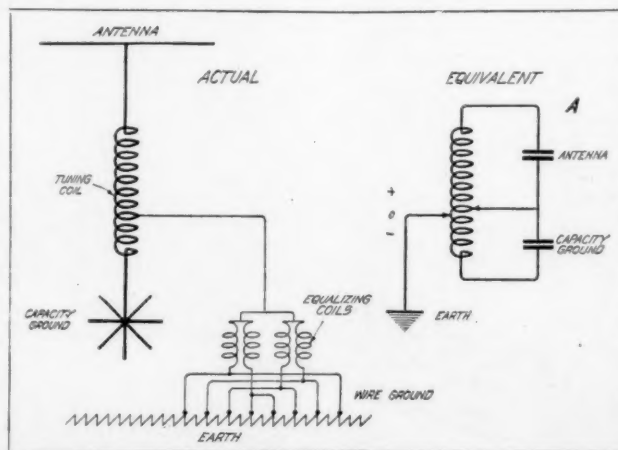 ANTENNA
ACTUAL
TUNING
COIL
CAPACITY
GROUND
EQUALIZING
COILS
WIRE GROUND
EARTH
EQUIVALENT
A
ANTENNA
+
0
-
CAPACITY
GROUND
EARTH